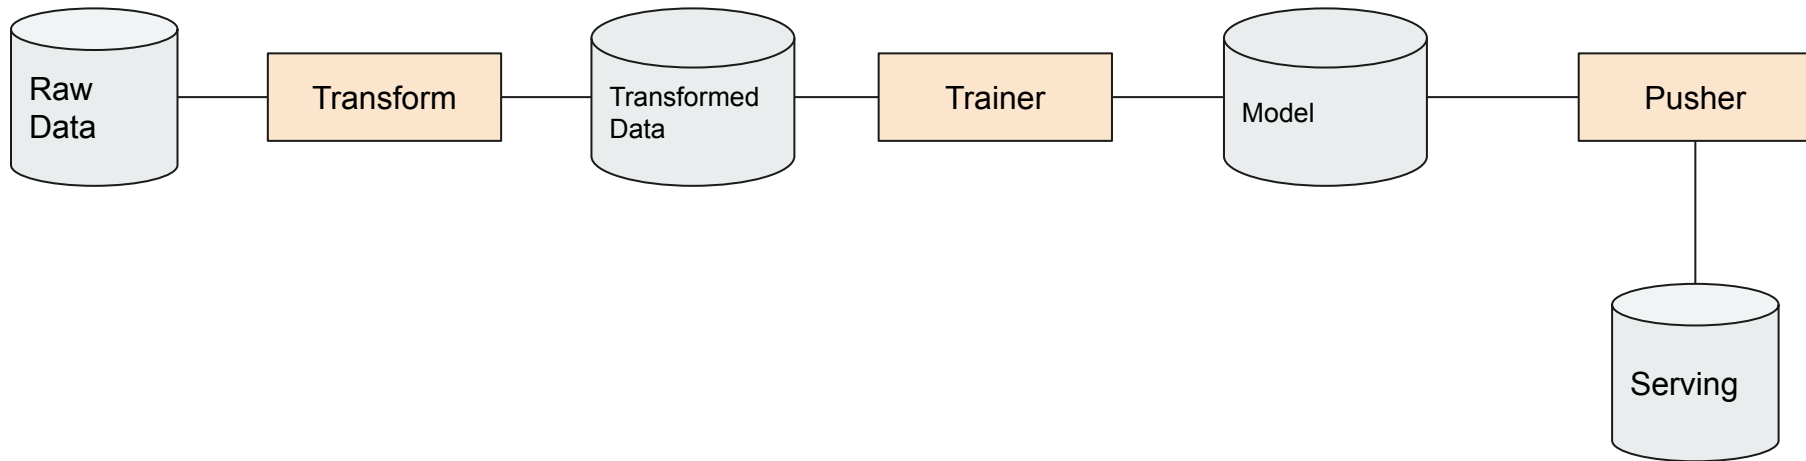 Raw
Data
Transform
Transformed
Data
Trainer
Model
Pusher
Serving